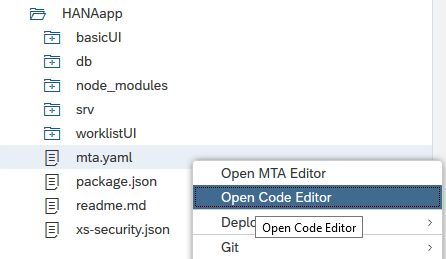 HANAapp
basicUI
db
node_modules
srv
worklistUI
mta.yaml
package.json
readme.md
xs-security.json
Open MTA Editor
Open Code Editor
Open Code Editor
Git